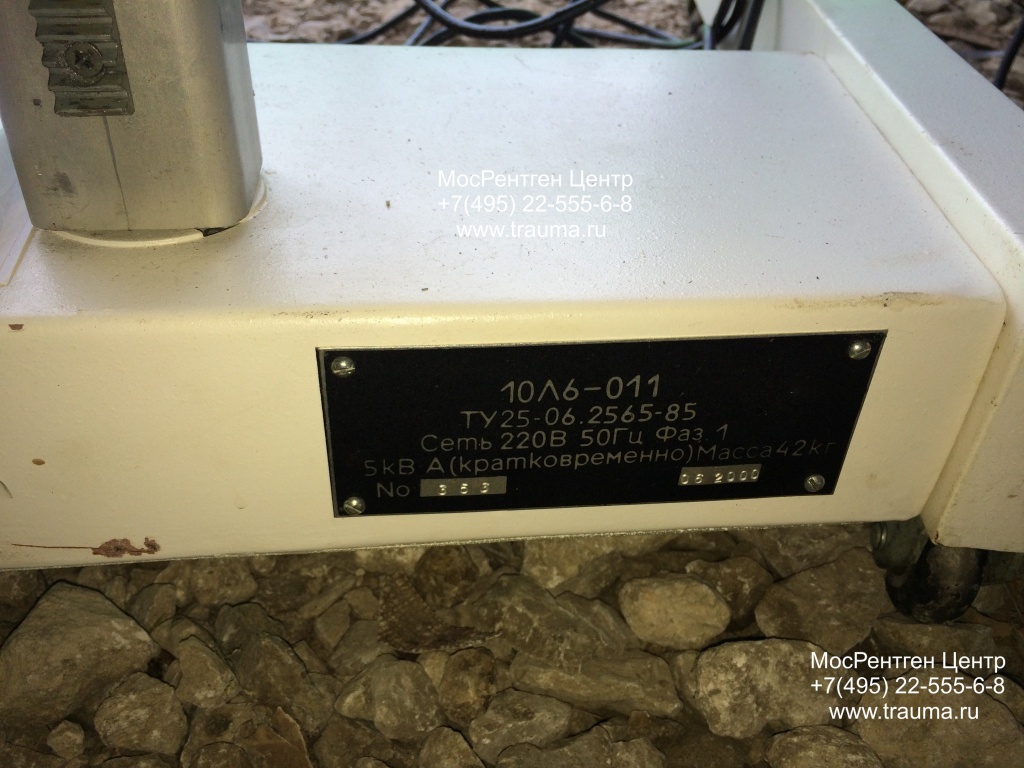 МосРентген Центр
+7(495) 22-555-6-8
www.trauma.ru
10Л6-011
ТУ25-06.2565-85
Сеть 220В 50Гц Фаз.1
5kВ А(кратковременно)Масса42кг
No 353 06 2000
МосРентген Центр
+7(495) 22-555-6-8
www.trauma.ru